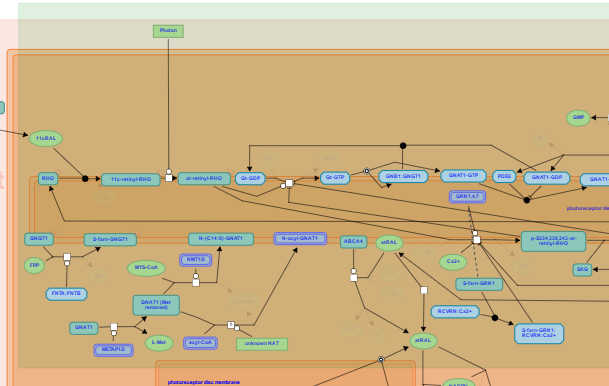 Photon
GMP
11cRAL
RHO
11c-retinyl-RHO
at-retinyl-RHO
Gt-GDP
Gt-GTP
GNB1:GNGT1
GNAT1-GTP
PDE6
GNAT1-GDP
GNAT1-
GRK1,4,7
photoreceptor dis
GNGT1
S-farn-GNGT1
N-(C14:0)-GNAT1
N-acyl-GNAT1
ABCA4
atRAL
p-S334,338,343-at-
retinyl-RHO
FPP
MYS-CoA
NMT1/2
Ca2+
SAG
FNTA:FNTB
S-farn-GRK1
GNAT1 (Met
removed)
RCVRN:Ca2+
GNAT1
S-farn-GRK1:
RCVRN:Ca2+
METAP1/2
L-Met
acyl-CoA
unknown NAT
atRAL
photoreceptor disc membrane